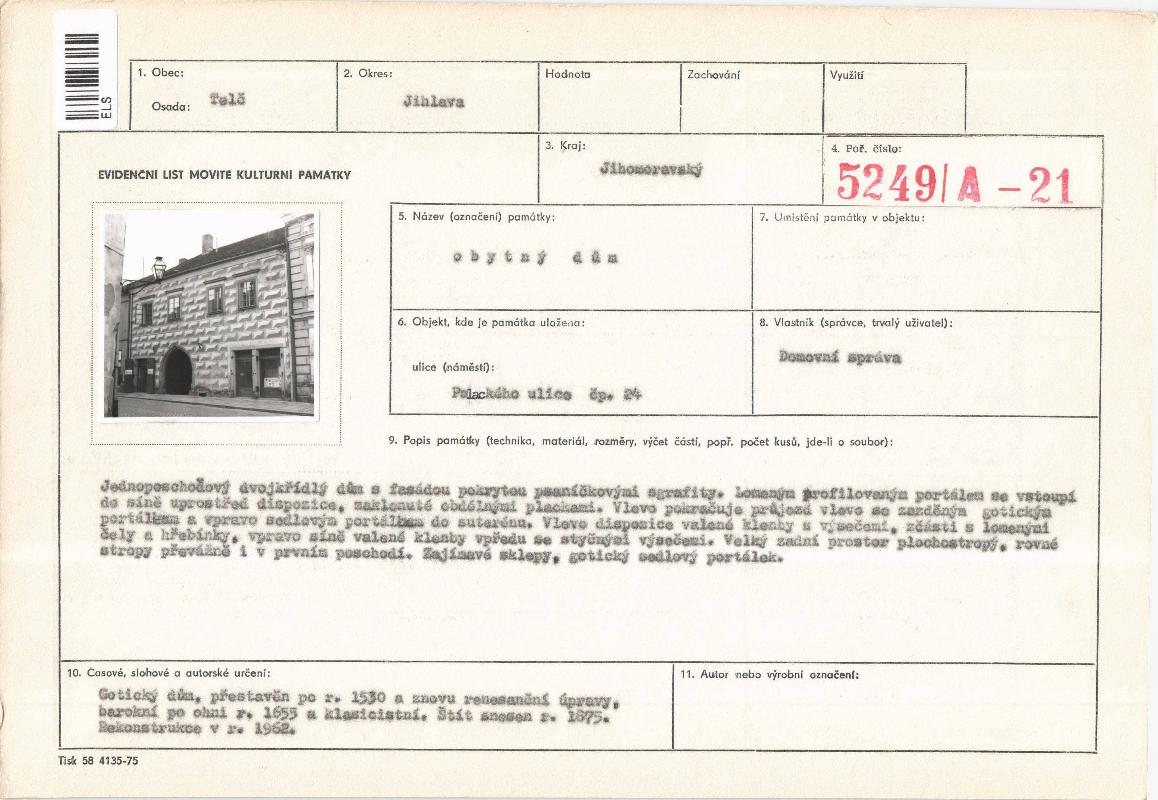 ELS
1. Obec:
Osada: Telč
2. Okres:
Jihlava
Hodnota
Zachování
Využití
EVIDENČNÍ LIST MOVITÉ KULTURNÍ PAMÁTKY
3. Kraj:
Jihomoravský
4. Poř. číslo:
5249/A - 21
5. Název (označení) památky:
obytný dům
7. Umístění památky v objektu:
6. Objekt, kde je památka uložena:
ulice (náměstí):
Palackého ulice čp. 24
8. Vlastník (správce, trvalý uživatel):
Domovní správa
9. Popis památky (technika, materiál, rozměry, výčet částí, popř. počet kusů, jde-li o soubor):
Jednoposchoďový dvojkřídlý dům s fasádou pokrytou psaníčkovými sgrafity. Lomeným profilovaným portálem se vstoupí
do síně uprostřed dispozice, zaklenuté obdélnými plackami. Vlevo pokračuje průjezd vlevo se zazděným gotickým
portálkem a vpravo sedlovým portálkem do suterénu. Vlevo dispozice valené klenby s výsečemi, zčásti s lomenými
čely a hřebínky, vpravo síně valené klenby vpředu se styčnými výsečemi. Velký zadní prostor plochostropý, rovné
stropy převážně i v prvním poschodí. Zajímavé sklepy, gotický sedlový portálek.
10. Časové, slohové a autorské určení:
Gotický dům, přestavěn po r. 1530 a znovu renesanční úpravy,
barokní po ohni r. 1655 a klasicistní. Štít snesen r. 1875.
Rekonstrukce v r. 1962.
11. Autor nebo výrobní označení:
Tisk 58 4135-75